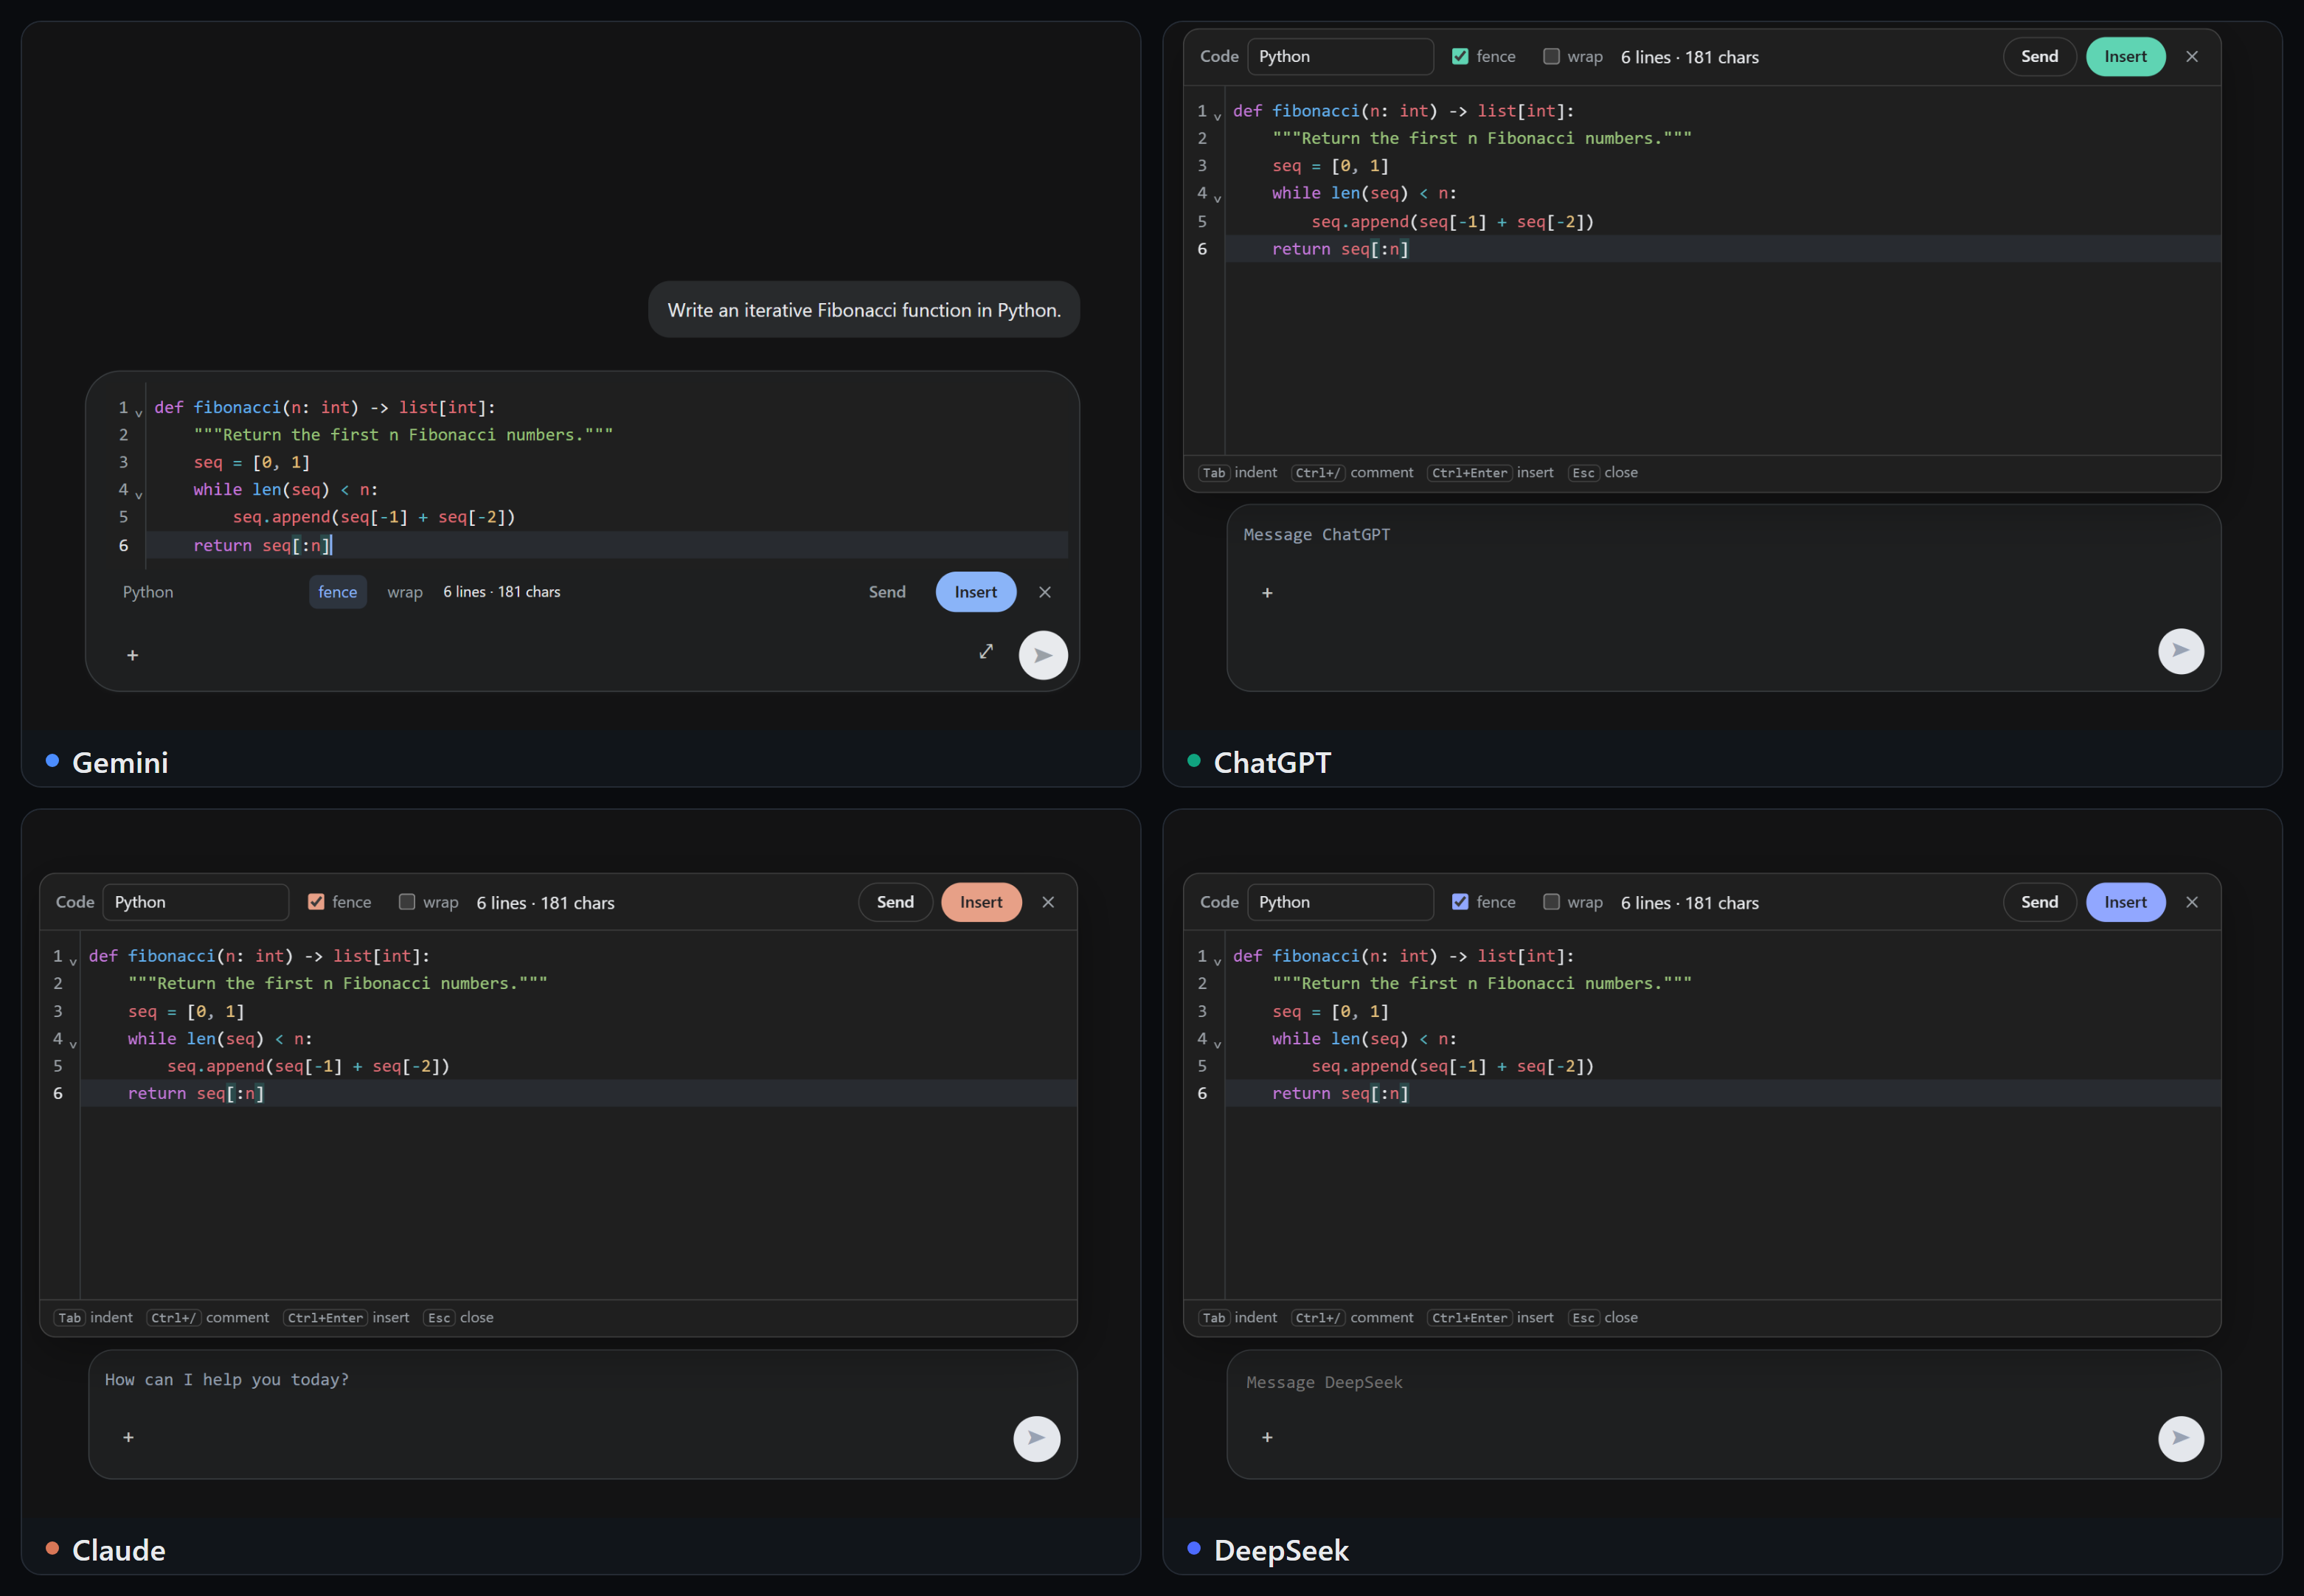 Write an iterative Fibonacci function in Python.
1 def fibonacci(n: int) -> list[int]:
2     """Return the first n Fibonacci numbers."""
3     seq = [0, 1]
4     while len(seq) < n:
5         seq.append(seq[-1] + seq[-2])
6     return seq[:n]
Python fence wrap 6 lines · 181 chars Send Insert ×
+
Gemini
Code Python fence wrap 6 lines · 181 chars Send Insert ×
1 def fibonacci(n: int) -> list[int]:
2     """Return the first n Fibonacci numbers."""
3     seq = [0, 1]
4     while len(seq) < n:
5         seq.append(seq[-1] + seq[-2])
6     return seq[:n]
Tab indent Ctrl+/ comment Ctrl+Enter insert Esc close
Message ChatGPT
+
ChatGPT
Code Python fence wrap 6 lines · 181 chars Send Insert ×
1 def fibonacci(n: int) -> list[int]:
2     """Return the first n Fibonacci numbers."""
3     seq = [0, 1]
4     while len(seq) < n:
5         seq.append(seq[-1] + seq[-2])
6     return seq[:n]
Tab indent Ctrl+/ comment Ctrl+Enter insert Esc close
How can I help you today?
+
Claude
Code Python fence wrap 6 lines · 181 chars Send Insert ×
1 def fibonacci(n: int) -> list[int]:
2     """Return the first n Fibonacci numbers."""
3     seq = [0, 1]
4     while len(seq) < n:
5         seq.append(seq[-1] + seq[-2])
6     return seq[:n]
Tab indent Ctrl+/ comment Ctrl+Enter insert Esc close
Message DeepSeek
+
DeepSeek